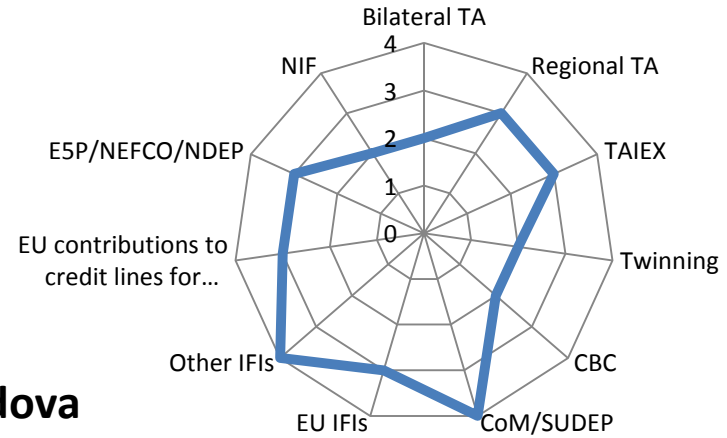 Bilateral TA
4
NIF
Regional TA
3
E5P/NEFCO/NDEP
2
TAIEX
1
EU contributions to
credit lines for…
0
Twinning
Other IFIs
CBC
dova
EU IFIs
CoM/SUDEP